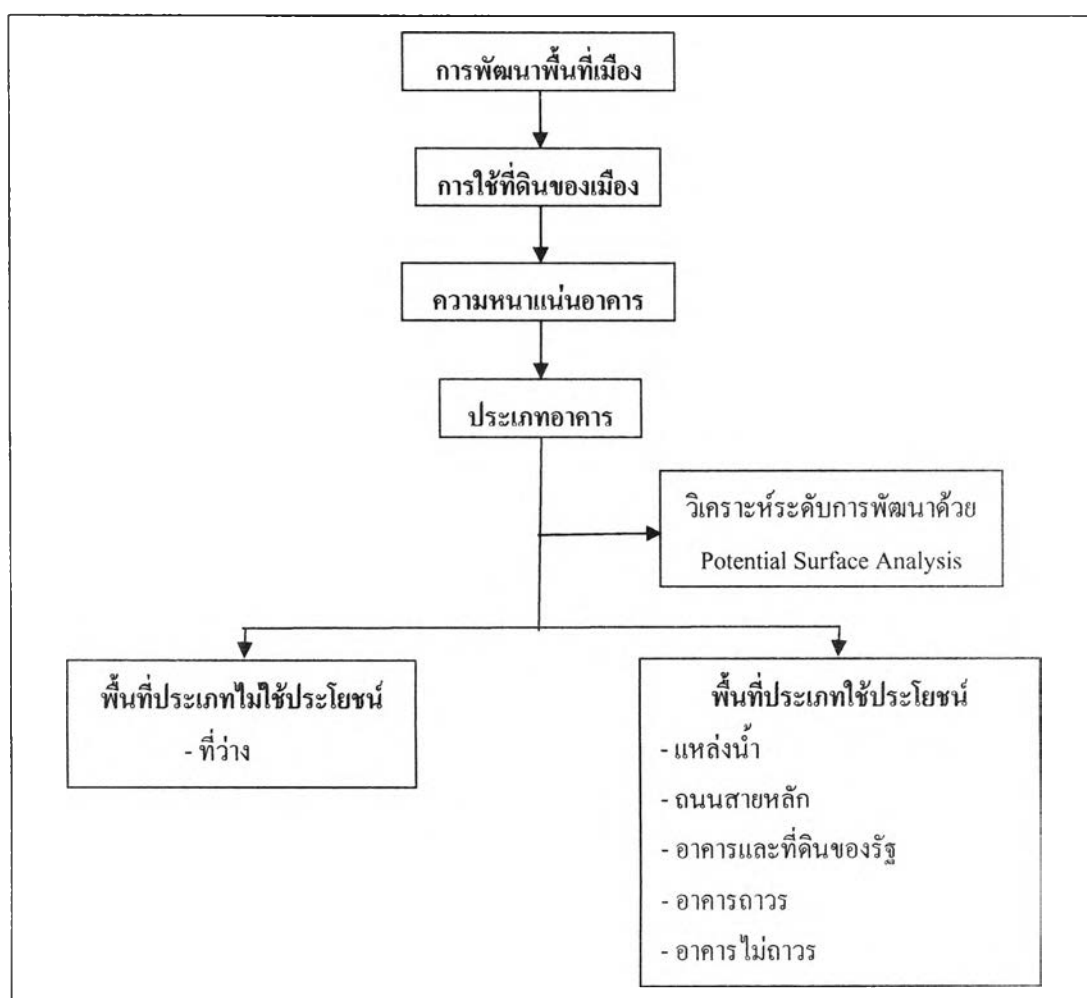 การพัฒนาพื้นที่เมือง
การใช้ที่ดินของเมือง
ความหนาแน่นอาคาร
ประเภทอาคาร
วิเคราะห์ระดับการพัฒนาด้วย
Potential Surface Analysis
พื้นที่ประเภทไม่ใช้ประโยชน์
- ที่ว่าง
พื้นที่ประเภทใช้ประโยชน์
- แหล่งน้ำ
- ถนนสายหลัก
- อาคารและที่ดินของรัฐ
- อาคารถาวร
- อาคารไม่ถาวร